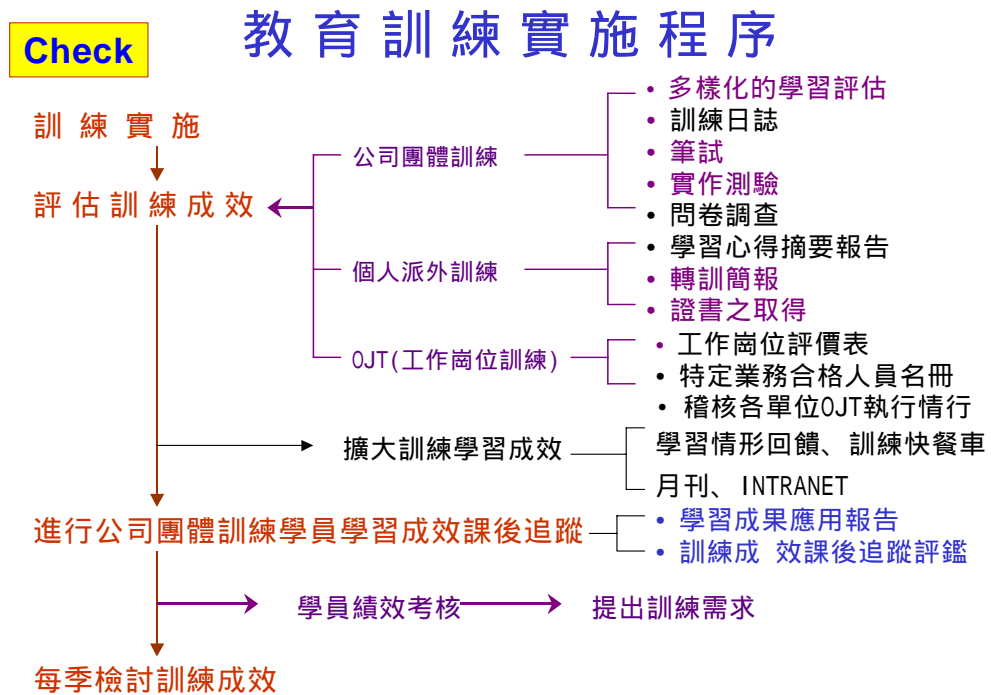 教育訓練實施程序
Check
訓練實施
評估訓練成效
公司團體訓練
• 多樣化的學習評估
• 訓練日誌
• 筆試
• 實作測驗
• 問卷調查
個人派外訓練
• 學習心得摘要報告
• 轉訓簡報
• 證書之取得
OJT(工作崗位訓練)
• 工作崗位評價表
• 特定業務合格人員名冊
• 稽核各單位OJT執行情行
擴大訓練學習成效
學習情形回饋、訓練快餐車
月刊、INTRANET
進行公司團體訓練學員學習成效課後追蹤
• 學習成果應用報告
• 訓練成 效課後追蹤評鑑
學員績效考核
提出訓練需求
每季檢討訓練成效